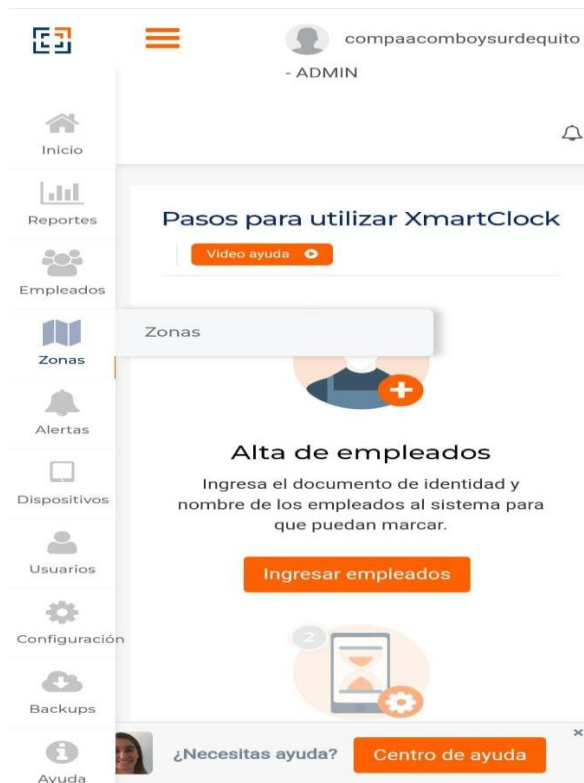 compaacomboysurdequito
- ADMIN
Inicio
Reportes
Empleados
Zonas
Alertas
Dispositivos
Usuarios
Configuración
Backups
Ayuda
Pasos para utilizar XmartClock
Video ayuda
Zonas
Alta de empleados
Ingresa el documento de identidad y
nombre de los empleados al sistema para
que puedan marcar.
Ingresar empleados
2
¿Necesitas ayuda?
Centro de ayuda
×